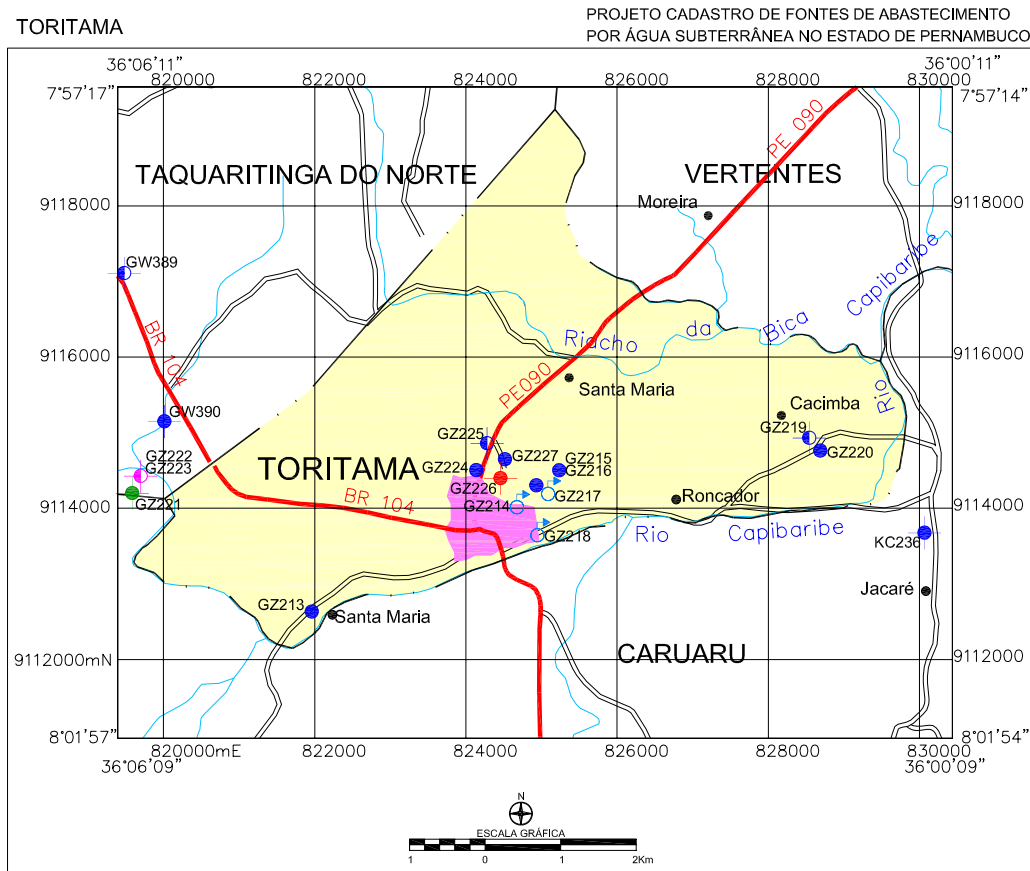 TORITAMA
PROJETO CADASTRO DE FONTES DE ABASTECIMENTO
POR ÁGUA SUBTERRÂNEA NO ESTADO DE PERNAMBUCO
36°06'11"
36°00'11"
820000
822000
824000
826000
828000
830000
7°57'17"
7°57'14"
PE 090
TAQUARITINGA DO NORTE
VERTENTES
Moreira
9118000
9118000
Capibaribe
GW389
BR 104
da
Bica
Riacho
9116000
9116000
Santa Maria
PE090
Rio
Cacimba
GW390
GZ219
GZ225
GZ222
GZ223
GZ227
GZ215
GZ216
GZ220
TORITAMA
GZ224
GZ226
GZ217
Roncador
GZ221
BR 104
GZ214
9114000
9114000
GZ218
Rio
Capibaribe
KC236
Jacaré
GZ213
Santa Maria
CARUARU
9112000mN
9112000
8°01'57"
8°01'54"
820000mE
822000
824000
826000
828000
830000
36°06'09"
36°00'09"
N
ESCALA GRÁFICA
1
0
1
2Km